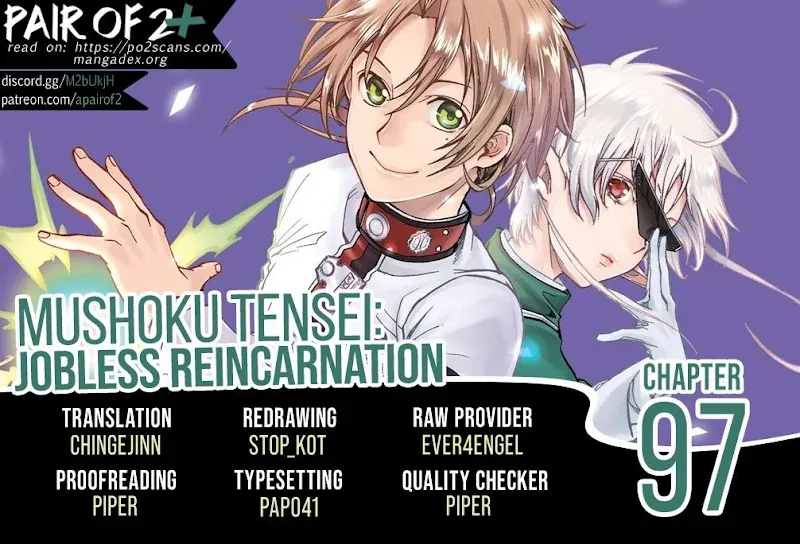 PAIR OF 2+
read on: https://po2scans.com/
mangadex.org
discord.gg/M2bUkjH
patreon.com/apairof2
MUSHOKU TENSEI:
JOBLESS REINCARNATION
CHAPTER
97
TRANSLATION
CHINGEJINN
REDRAWING
STOP_KOT
RAW PROVIDER
EVER4ENGEL
PROOFREADING
PIPER
TYPESETTING
PAPO41
QUALITY CHECKER
PIPER